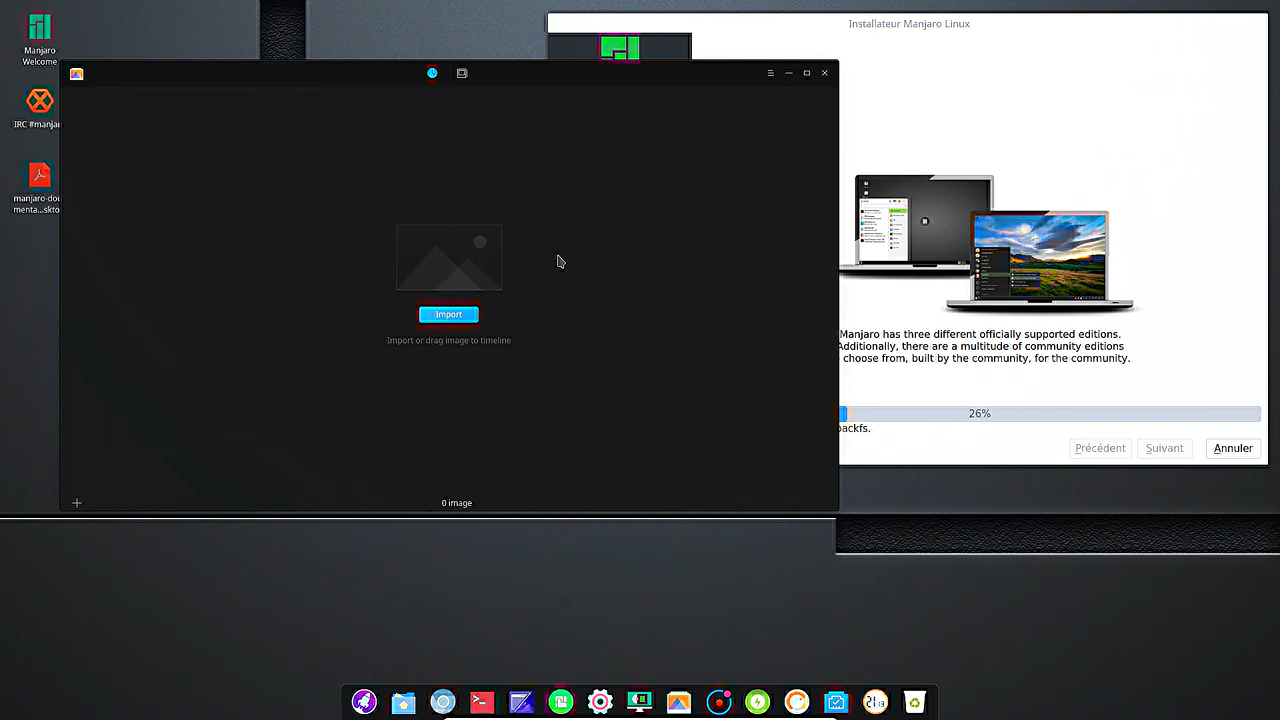 Manjaro
Welcome
IRC #manjar
manjaro-doc
menta...skto
Installateur Manjaro Linux
Import
Import or drag image to timeline
0 image
Manjaro has three different officially supported editions.
Additionally, there are a multitude of community editions
choose from, built by the community, for the community.
26%
packfs.
Précédent
Suivant
Annuler